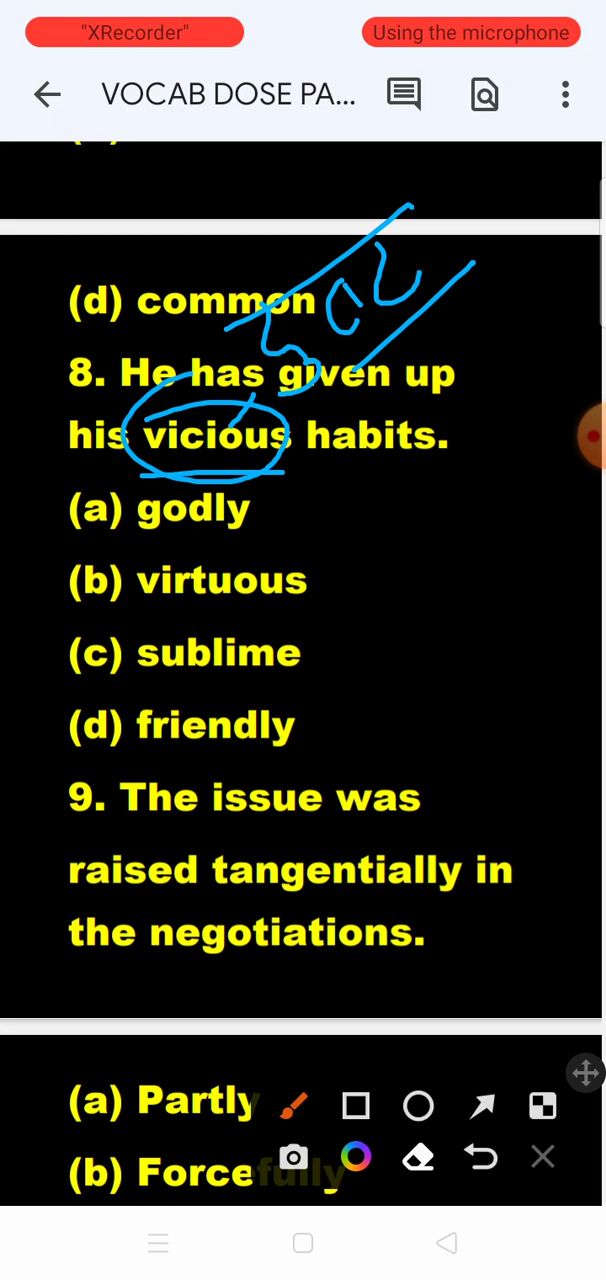 "XRecorder"
Using the microphone
VOCAB DOSE PA...
(d) common
8. He has given up
his vicious habits.
(a) godly
(b) virtuous
(c) sublime
(d) friendly
9. The issue was
raised tangentially in
the negotiations.
(a) Partly
(b) Forcefully